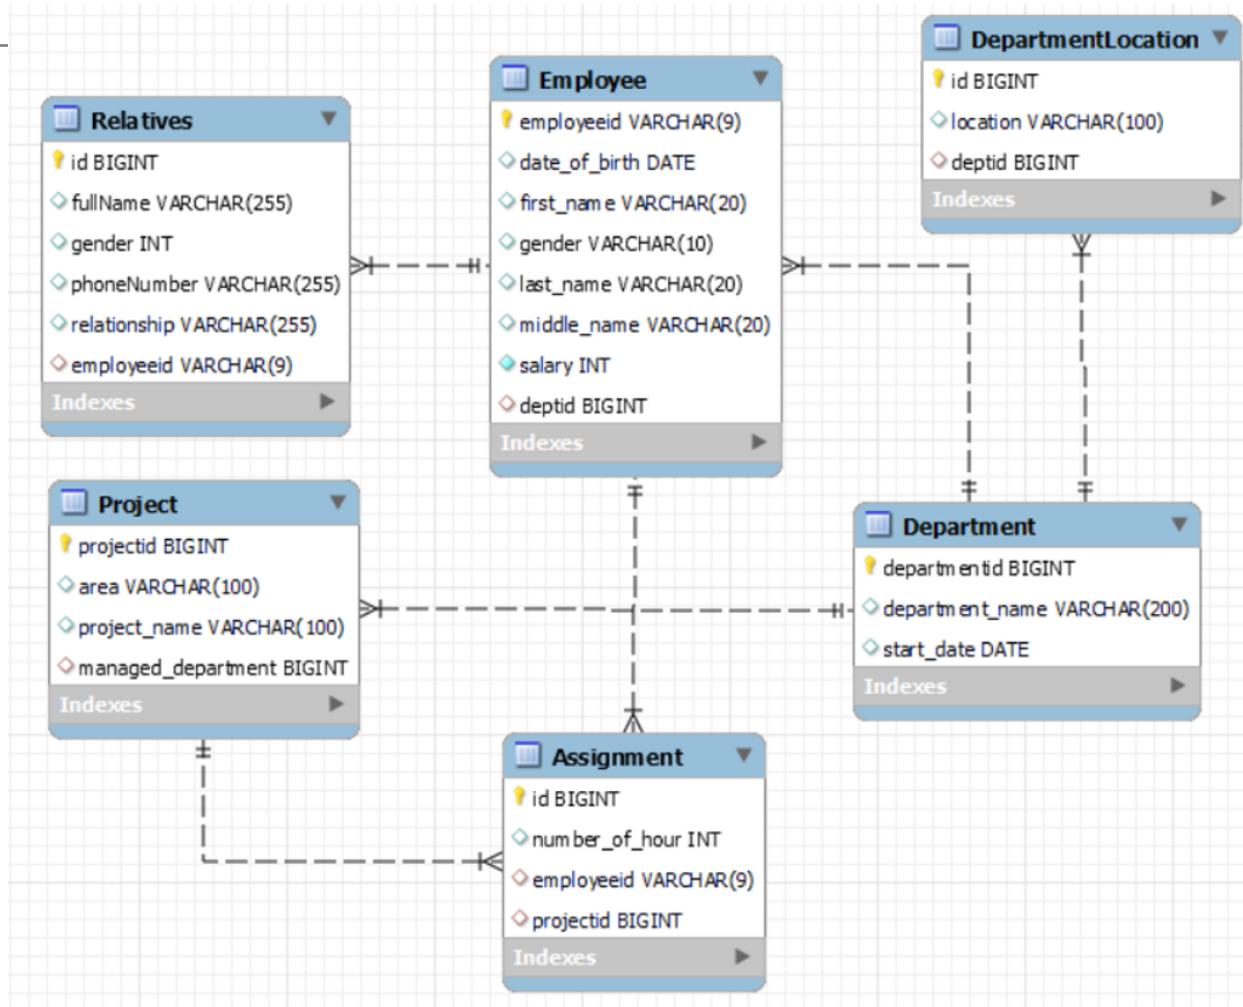 Relatives
id BIGINT
fullName VARCHAR(255)
gender INT
phoneNumber VARCHAR(255)
relationship VARCHAR(255)
employeeid VARCHAR(9)
Indexes
Employee
employeeid VARCHAR(9)
date_of_birth DATE
first_name VARCHAR(20)
gender VARCHAR(10)
last_name VARCHAR(20)
middle_name VARCHAR(20)
salary INT
deptid BIGINT
Indexes
DepartmentLocation
id BIGINT
location VARCHAR(100)
deptid BIGINT
Indexes
Project
projectid BIGINT
area VARCHAR(100)
project_name VARCHAR(100)
managed_department BIGINT
Indexes
Department
departmentid BIGINT
department_name VARCHAR(200)
start_date DATE
Indexes
Assignment
id BIGINT
number_of_hour INT
employeeid VARCHAR(9)
projectid BIGINT
Indexes